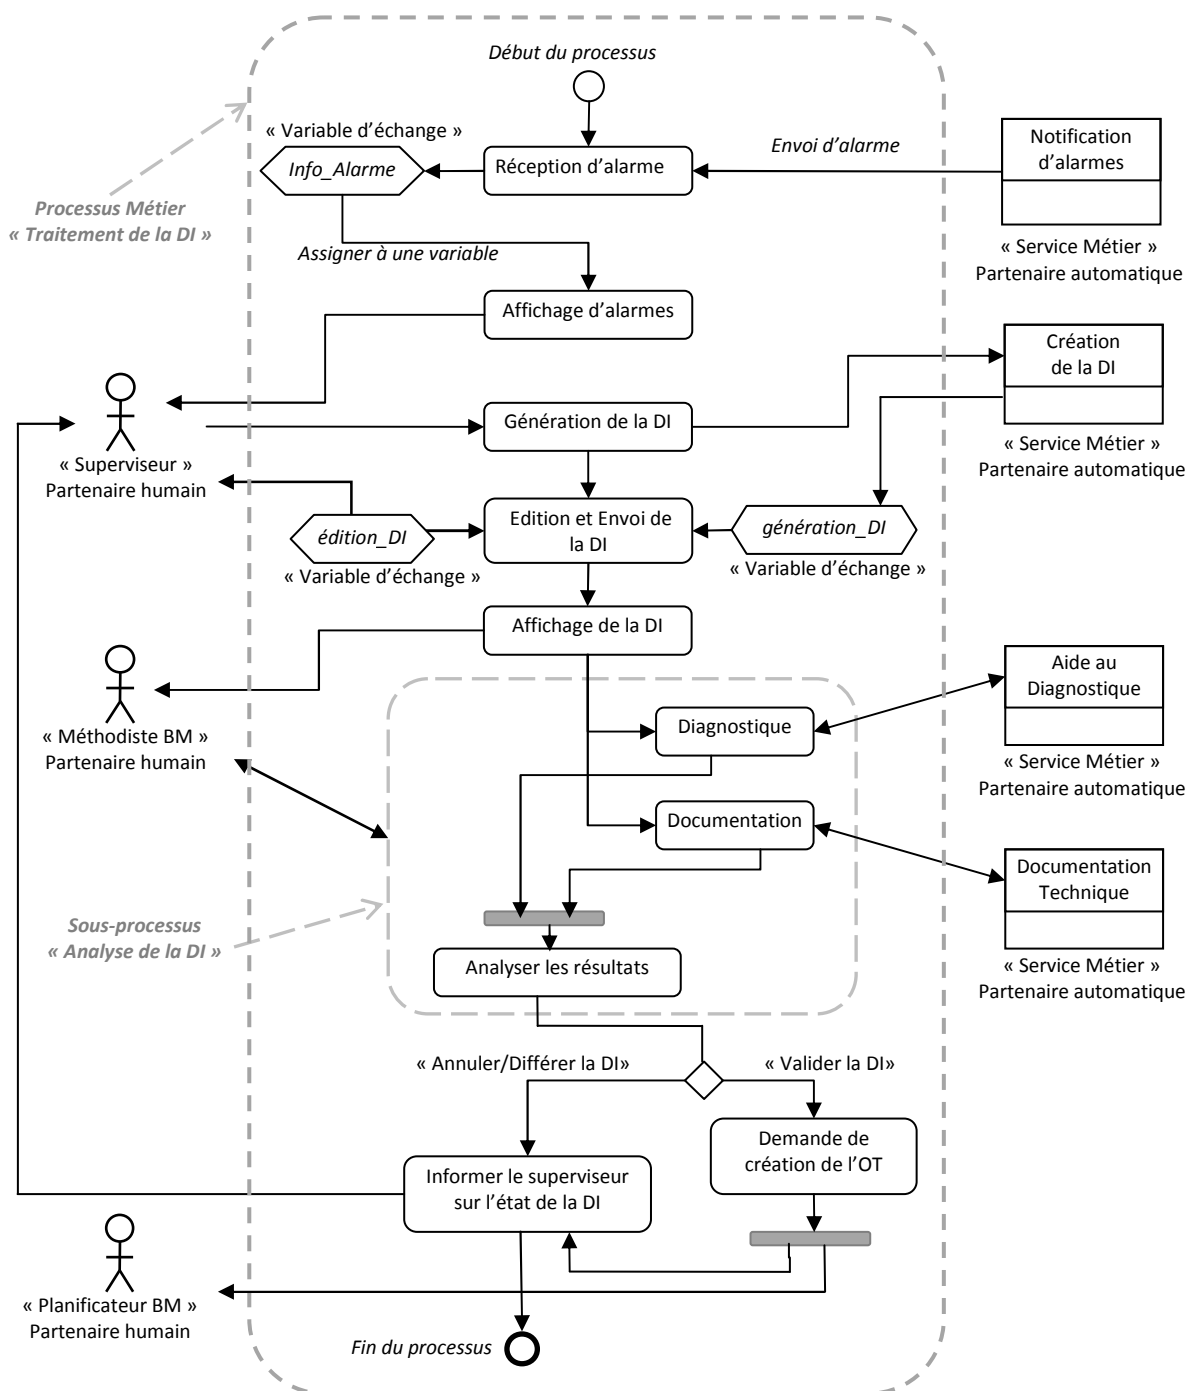 Début du processus
« Variable d’échange »
Info_Alarme
Réception d’alarme
Envoi d’alarme
Notification
d’alarmes
Processus Métier
« Traitement de la DI »
Assigner à une variable
« Service Métier »
Partenaire automatique
Affichage d’alarmes
Création
de la DI
Génération de la DI
« Service Métier »
Partenaire automatique
« Superviseur »
Partenaire humain
édition_DI
« Variable d’échange »
Edition et Envoi de
la DI
génération_DI
« Variable d’échange »
Affichage de la DI
Aide au
Diagnostique
« Méthodiste BM »
Partenaire humain
Diagnostique
« Service Métier »
Partenaire automatique
Documentation
Documentation
Technique
Sous-processus
« Analyse de la DI »
Analyser les résultats
« Service Métier »
Partenaire automatique
« Annuler/Différer la DI»
« Valider la DI»
Demande de
création de l’OT
Informer le superviseur
sur l’état de la DI
« Planificateur BM »
Partenaire humain
Fin du processus